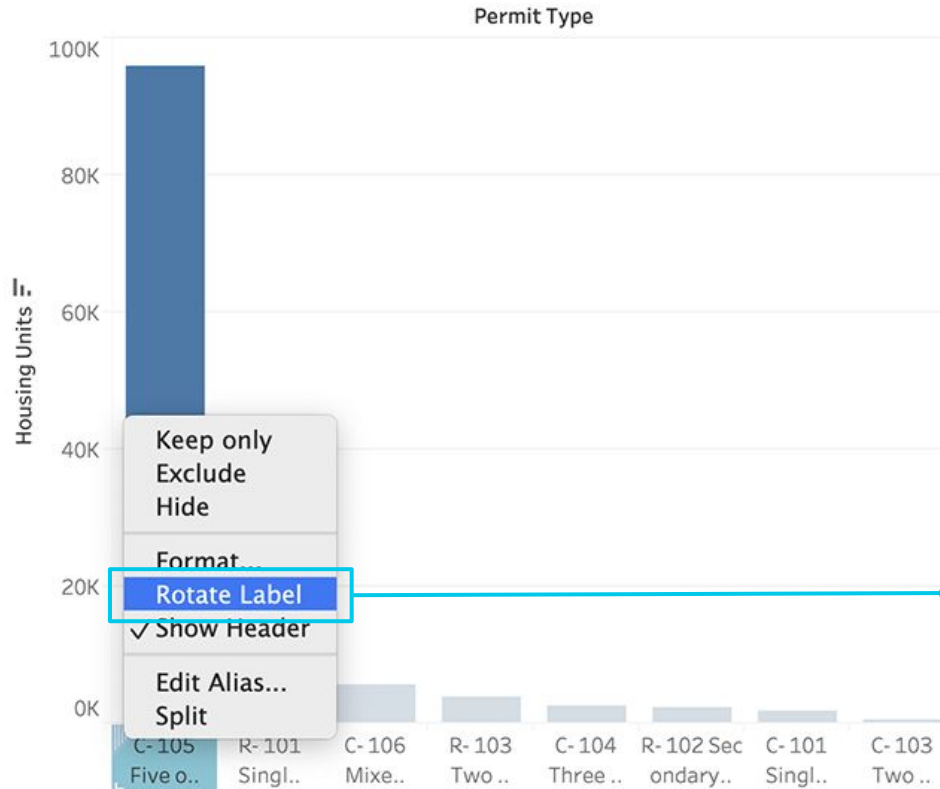 Permit Type
100K
80K
60K
40K
20K
0K
Housing Units
Keep only
Exclude
Hide
Format...
Rotate Label
✓ Show Header
Edit Alias...
Split
C- 105
Five o..
R- 101
Singl..
C- 106
Mixe..
R- 103
Two ..
C- 104
Three ..
R- 102 Sec
ondary..
C- 101
Singl..
C- 103
Two ..